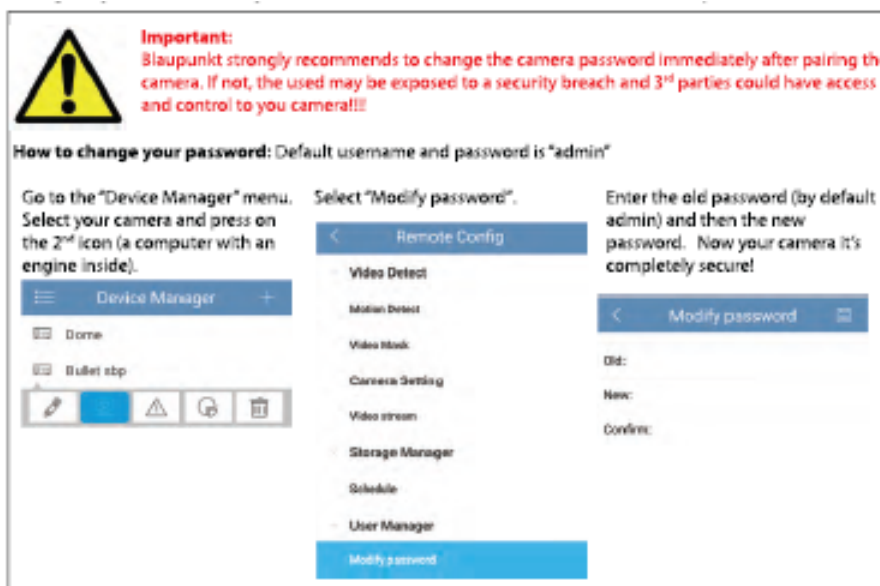 Important:
Blaupunkt strongly recommends to change the camera password immediately after pairing the
camera. If not, the used may be exposed to a security breach and 3rd parties could have access
and control to you camera!!!
How to change your password: Default username and password is "admin"
Go to the "Device Manager" menu.
Select your camera and press on
the 2nd icon (a computer with an
engine inside).
Device Manager
Dome
Bullet sbp
Select "Modify password".
Remote Config
Video Detect
Motion Detect
Video Mask
Camera Setting
Video stream
Storage Manager
Schedule
User Manager
Modify password
Enter the old password (by default
admin) and then the new
password. Now your camera it's
completely secure!
Modify password
Old:
New:
Confirm: